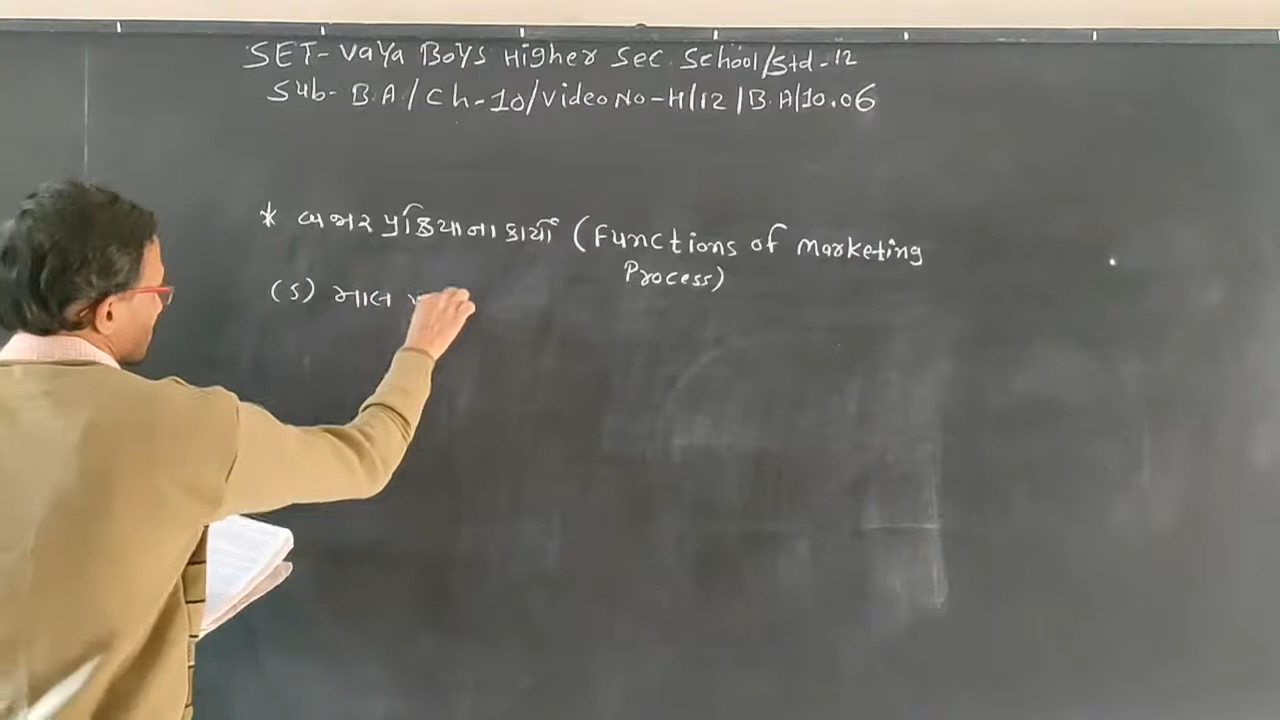 SET-Vaya Boys Higher Sec. School/Std-12
Sub- B.A/Ch-10/Video No-H/12/B.A/10.06
* બજાર પ્રક્રિયાના કાર્યો (Functions of Marketing
Process)
(5) માલ